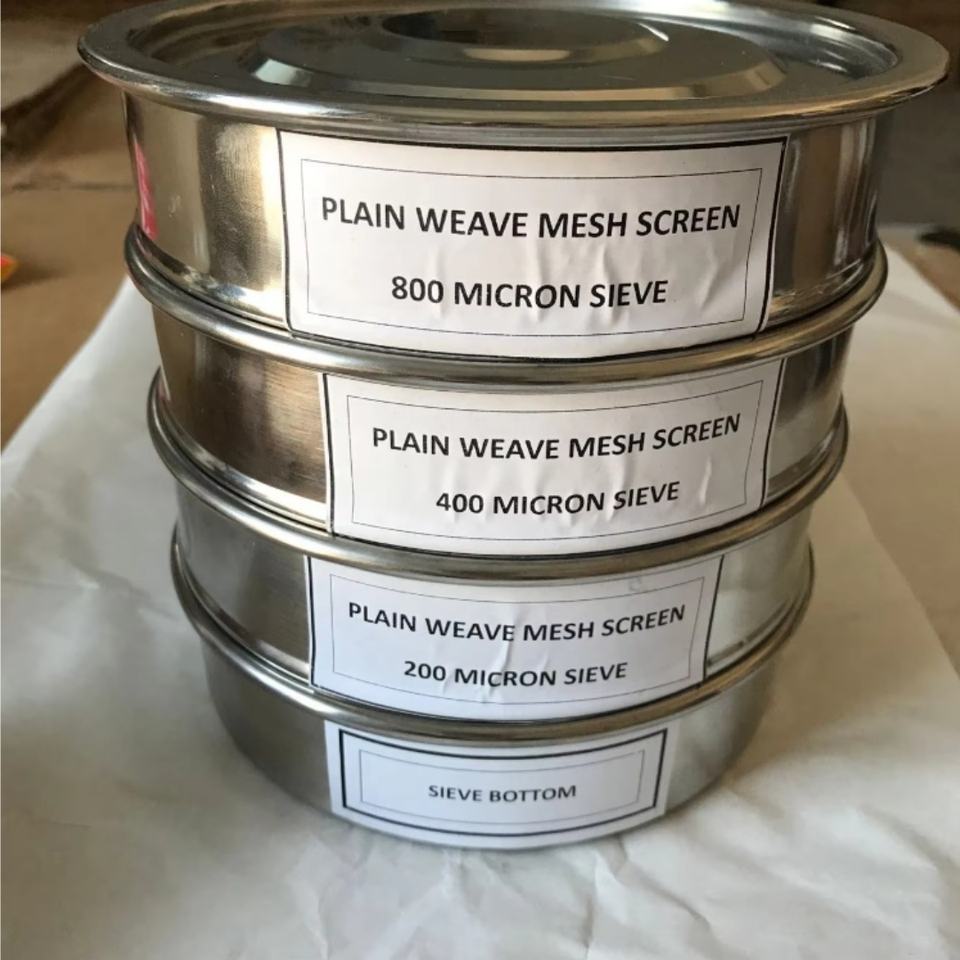 PLAIN WEAVE MESH SCREEN
800 MICRON SIEVE
PLAIN WEAVE MESH SCREEN
400 MICRON SIEVE
PLAIN WEAVE MESH SCREEN
200 MICRON SIEVE
SIEVE BOTTOM